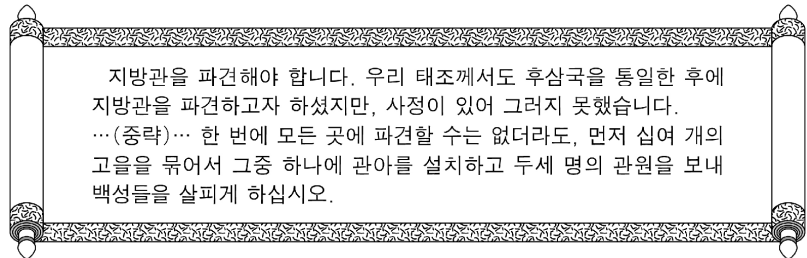 지방관을 파견해야 합니다. 우리 태조께서도 후삼국을 통일한 후에
지방관을 파견하고자 하셨지만, 사정이 있어 그러지 못했습니다.
…(중략)… 한 번에 모든 곳에 파견할 수는 없더라도, 먼저 십여 개의
고을을 묶어서 그중 하나에 관아를 설치하고 두세 명의 관원을 보내
백성들을 살피게 하십시오.